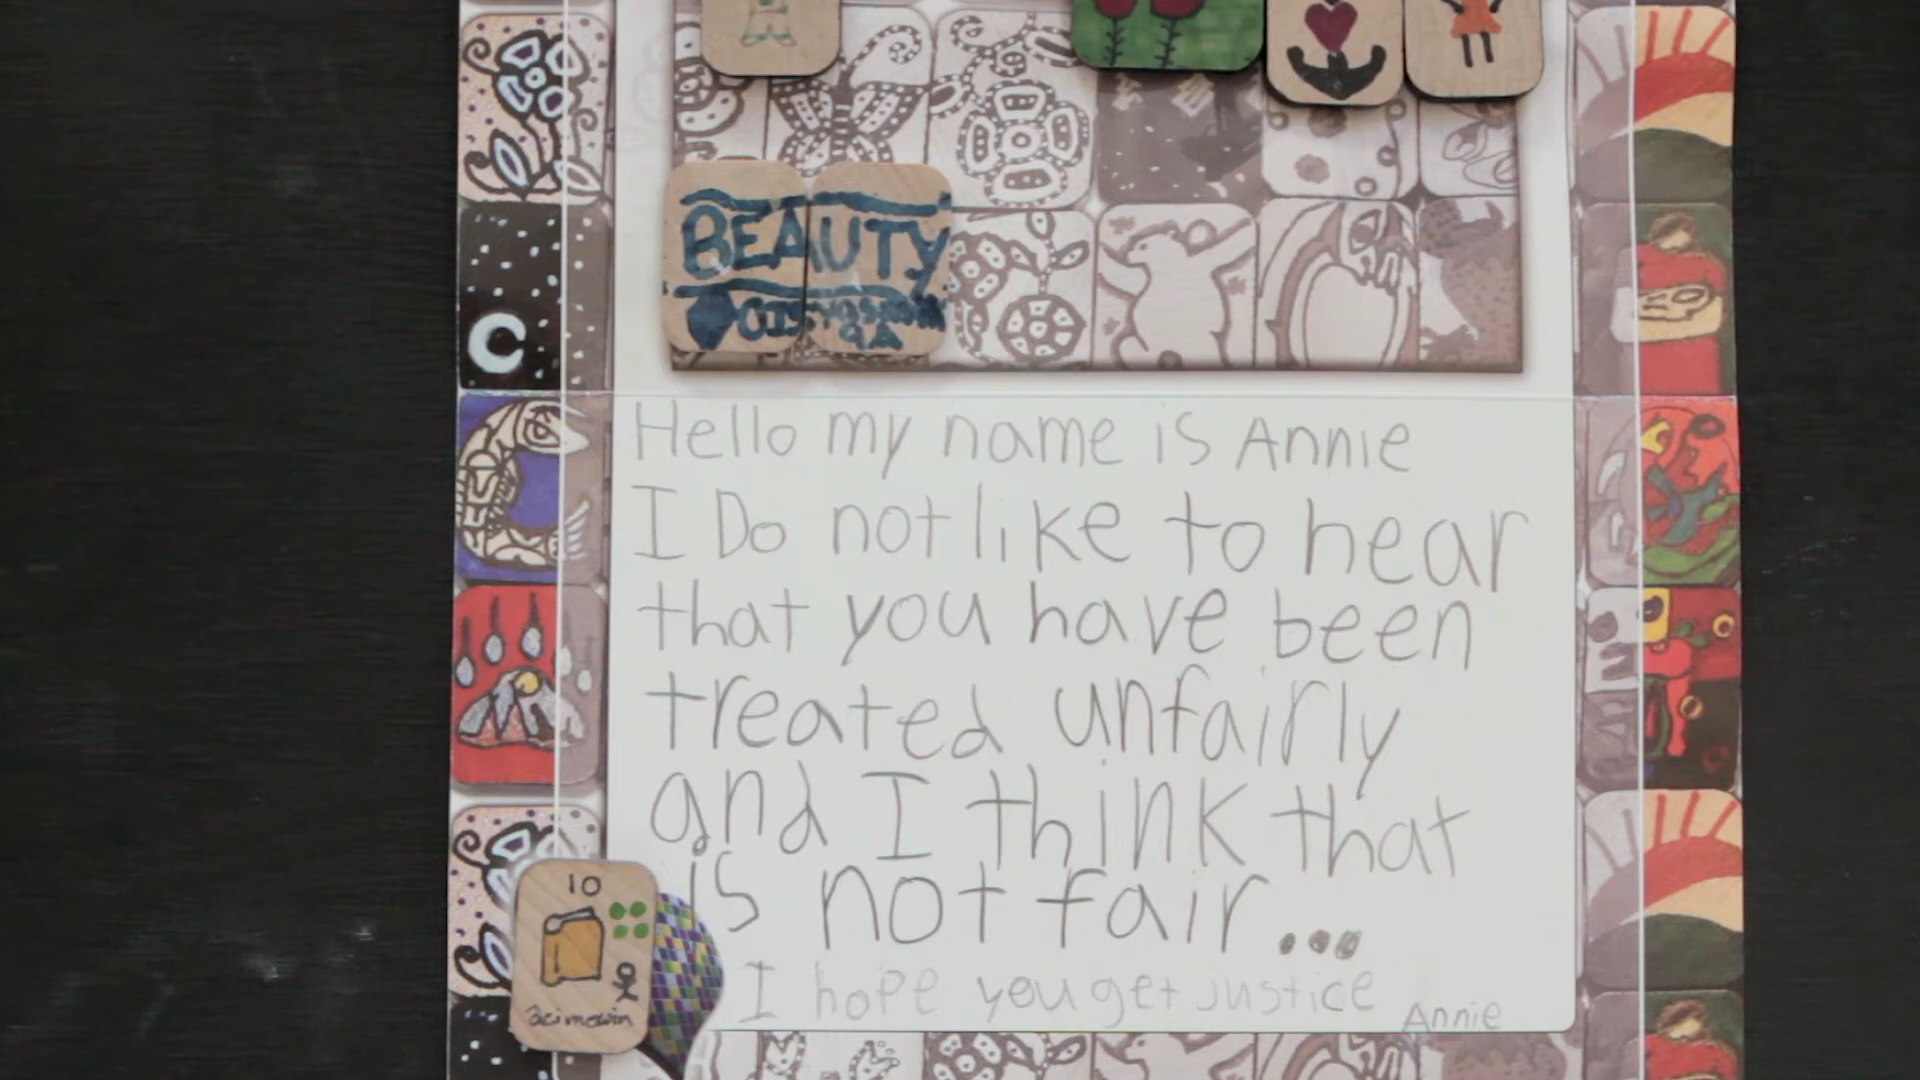 BEAUTY
Hello my name is Annie
I Do not like to hear
that you have been
treated unfairly
and I think that
is not fair...
I hope you get justice
Annie
10
âcimowin